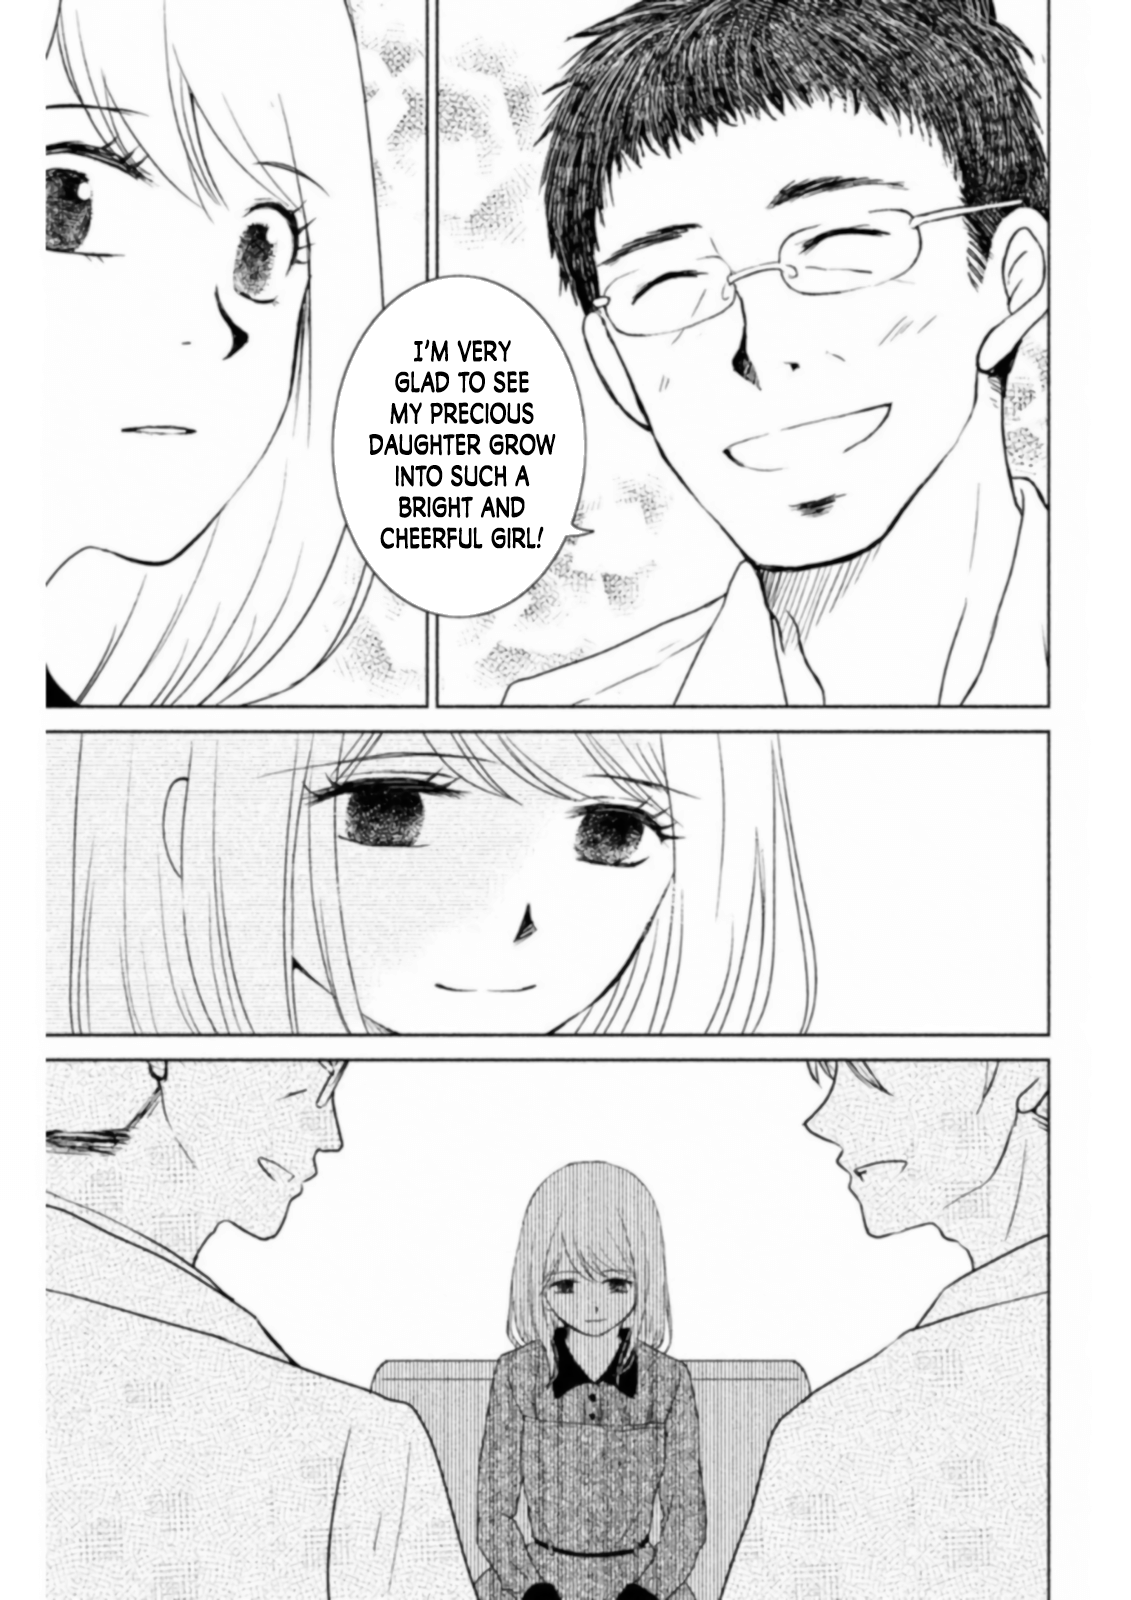 I'M VERY
GLAD TO SEE
MY PRECIOUS
DAUGHTER GROW
INTO SUCH A
BRIGHT AND
CHEERFUL GIRL!